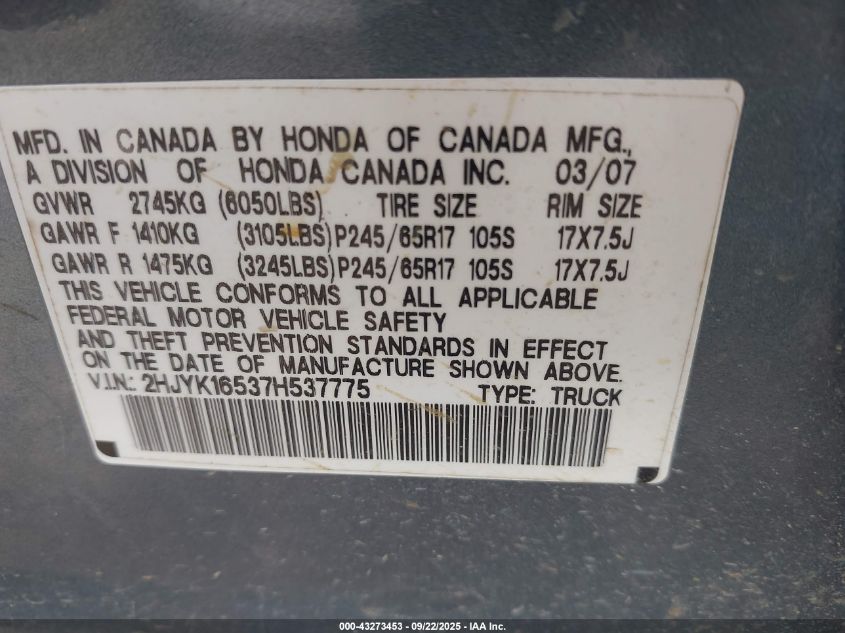 MFD. IN CANADA BY HONDA OF CANADA MFG.,
A DIVISION OF HONDA CANADA INC. 03/07
GVWR 2745KG (6050LBS) TIRE SIZE RIM SIZE
GAWR F 1410KG (3105LBS) P245/65R17 105S 17X7.5J
GAWR R 1475KG (3245LBS) P245/65R17 105S 17X7.5J
THIS VEHICLE CONFORMS TO ALL APPLICABLE
FEDERAL MOTOR VEHICLE SAFETY
AND THEFT PREVENTION STANDARDS IN EFFECT
ON THE DATE OF MANUFACTURE SHOWN ABOVE.
V.I.N.: 2HJYK16537H537775 TYPE: TRUCK
000-43273453 - 09/22/2025 - IAA Inc.